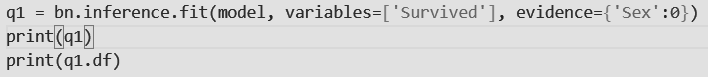 q1 = bn.inference.fit(model, variables=['Survived'], evidence={'Sex':0})
print(q1)
print(q1.df)